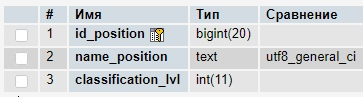 # Имя Тип Сравнение
1 id_position bigint(20)
2 name_position text utf8_general_ci
3 classification_lvl int(11)